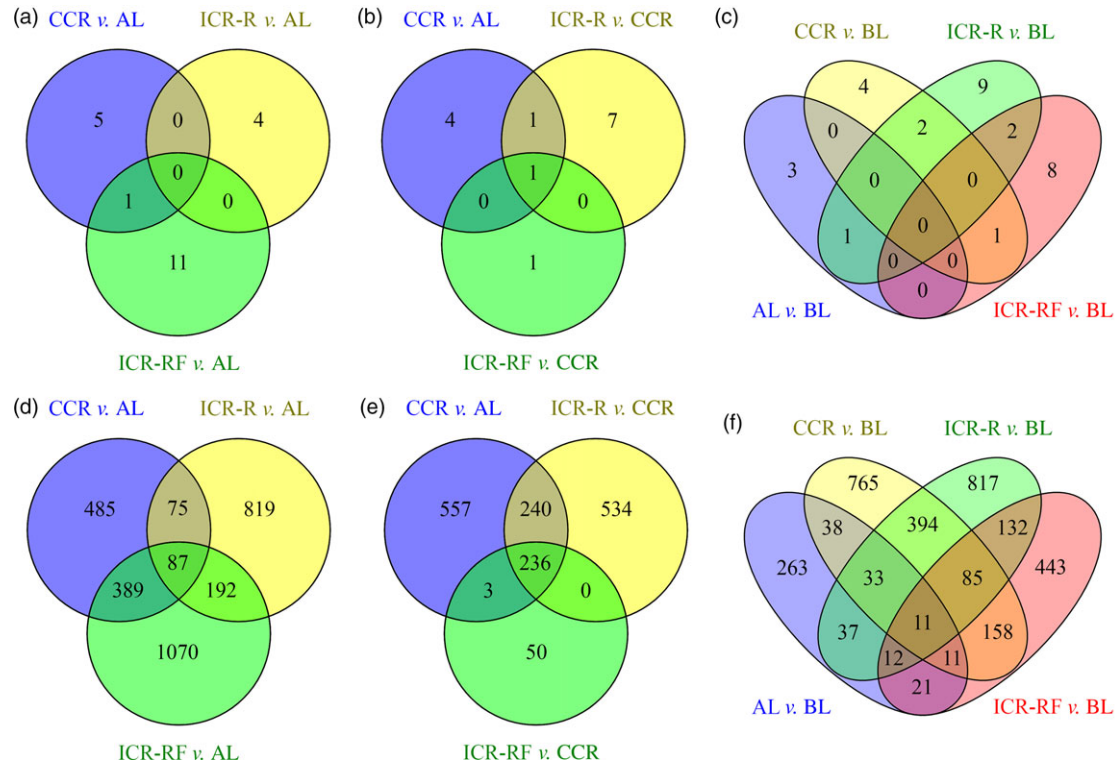 (a) CCR v. AL ICR-R v. AL
5 0 4
0
1 0
11
ICR-RF v. AL
(b) CCR v. AL ICR-R v. CCR
4 1 7
1
0 0
1
ICR-RF v. CCR
(c)
CCR v. BL ICR-R v. BL
4 9
0 2 2
3 0 0 8
0
1 1
0 0
0
AL v. BL ICR-RF v. BL
(d) CCR v. AL ICR-R v. AL
485 75 819
87
389 192
1070
ICR-RF v. AL
(e) CCR v. AL ICR-R v. CCR
557 240 534
236
3 0
50
ICR-RF v. CCR
(f)
CCR v. BL ICR-R v. BL
765 817
38 394 132
263 33 85 443
11
37 158
12 11
21
AL v. BL ICR-RF v. BL